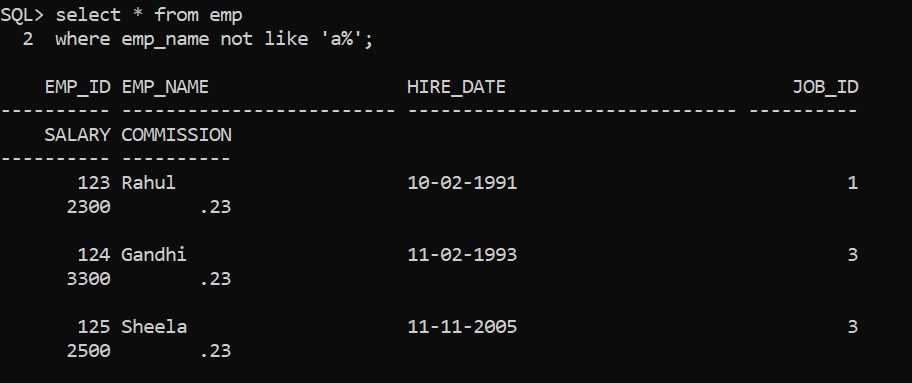 SQL> select * from emp
  2  where emp_name not like 'a%';
    EMP_ID EMP_NAME                  HIRE_DATE                          JOB_ID
---------- ------------------------- ------------------------------ ----------
    SALARY COMMISSION
---------- ----------
       123 Rahul                     10-02-1991                              1
      2300        .23
       124 Gandhi                    11-02-1993                              3
      3300        .23
       125 Sheela                    11-11-2005                              3
      2500        .23